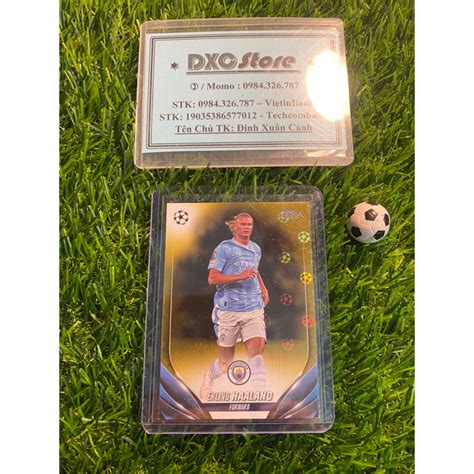 DXC Store
/ Momo : 0984.326.787
STK: 0984.326.787 – VietinBank
STK: 19035386577012 - Techcombank
Tên Chủ TK: Đinh Xuân Cảnh
ERLING HAALAND
FORWARD